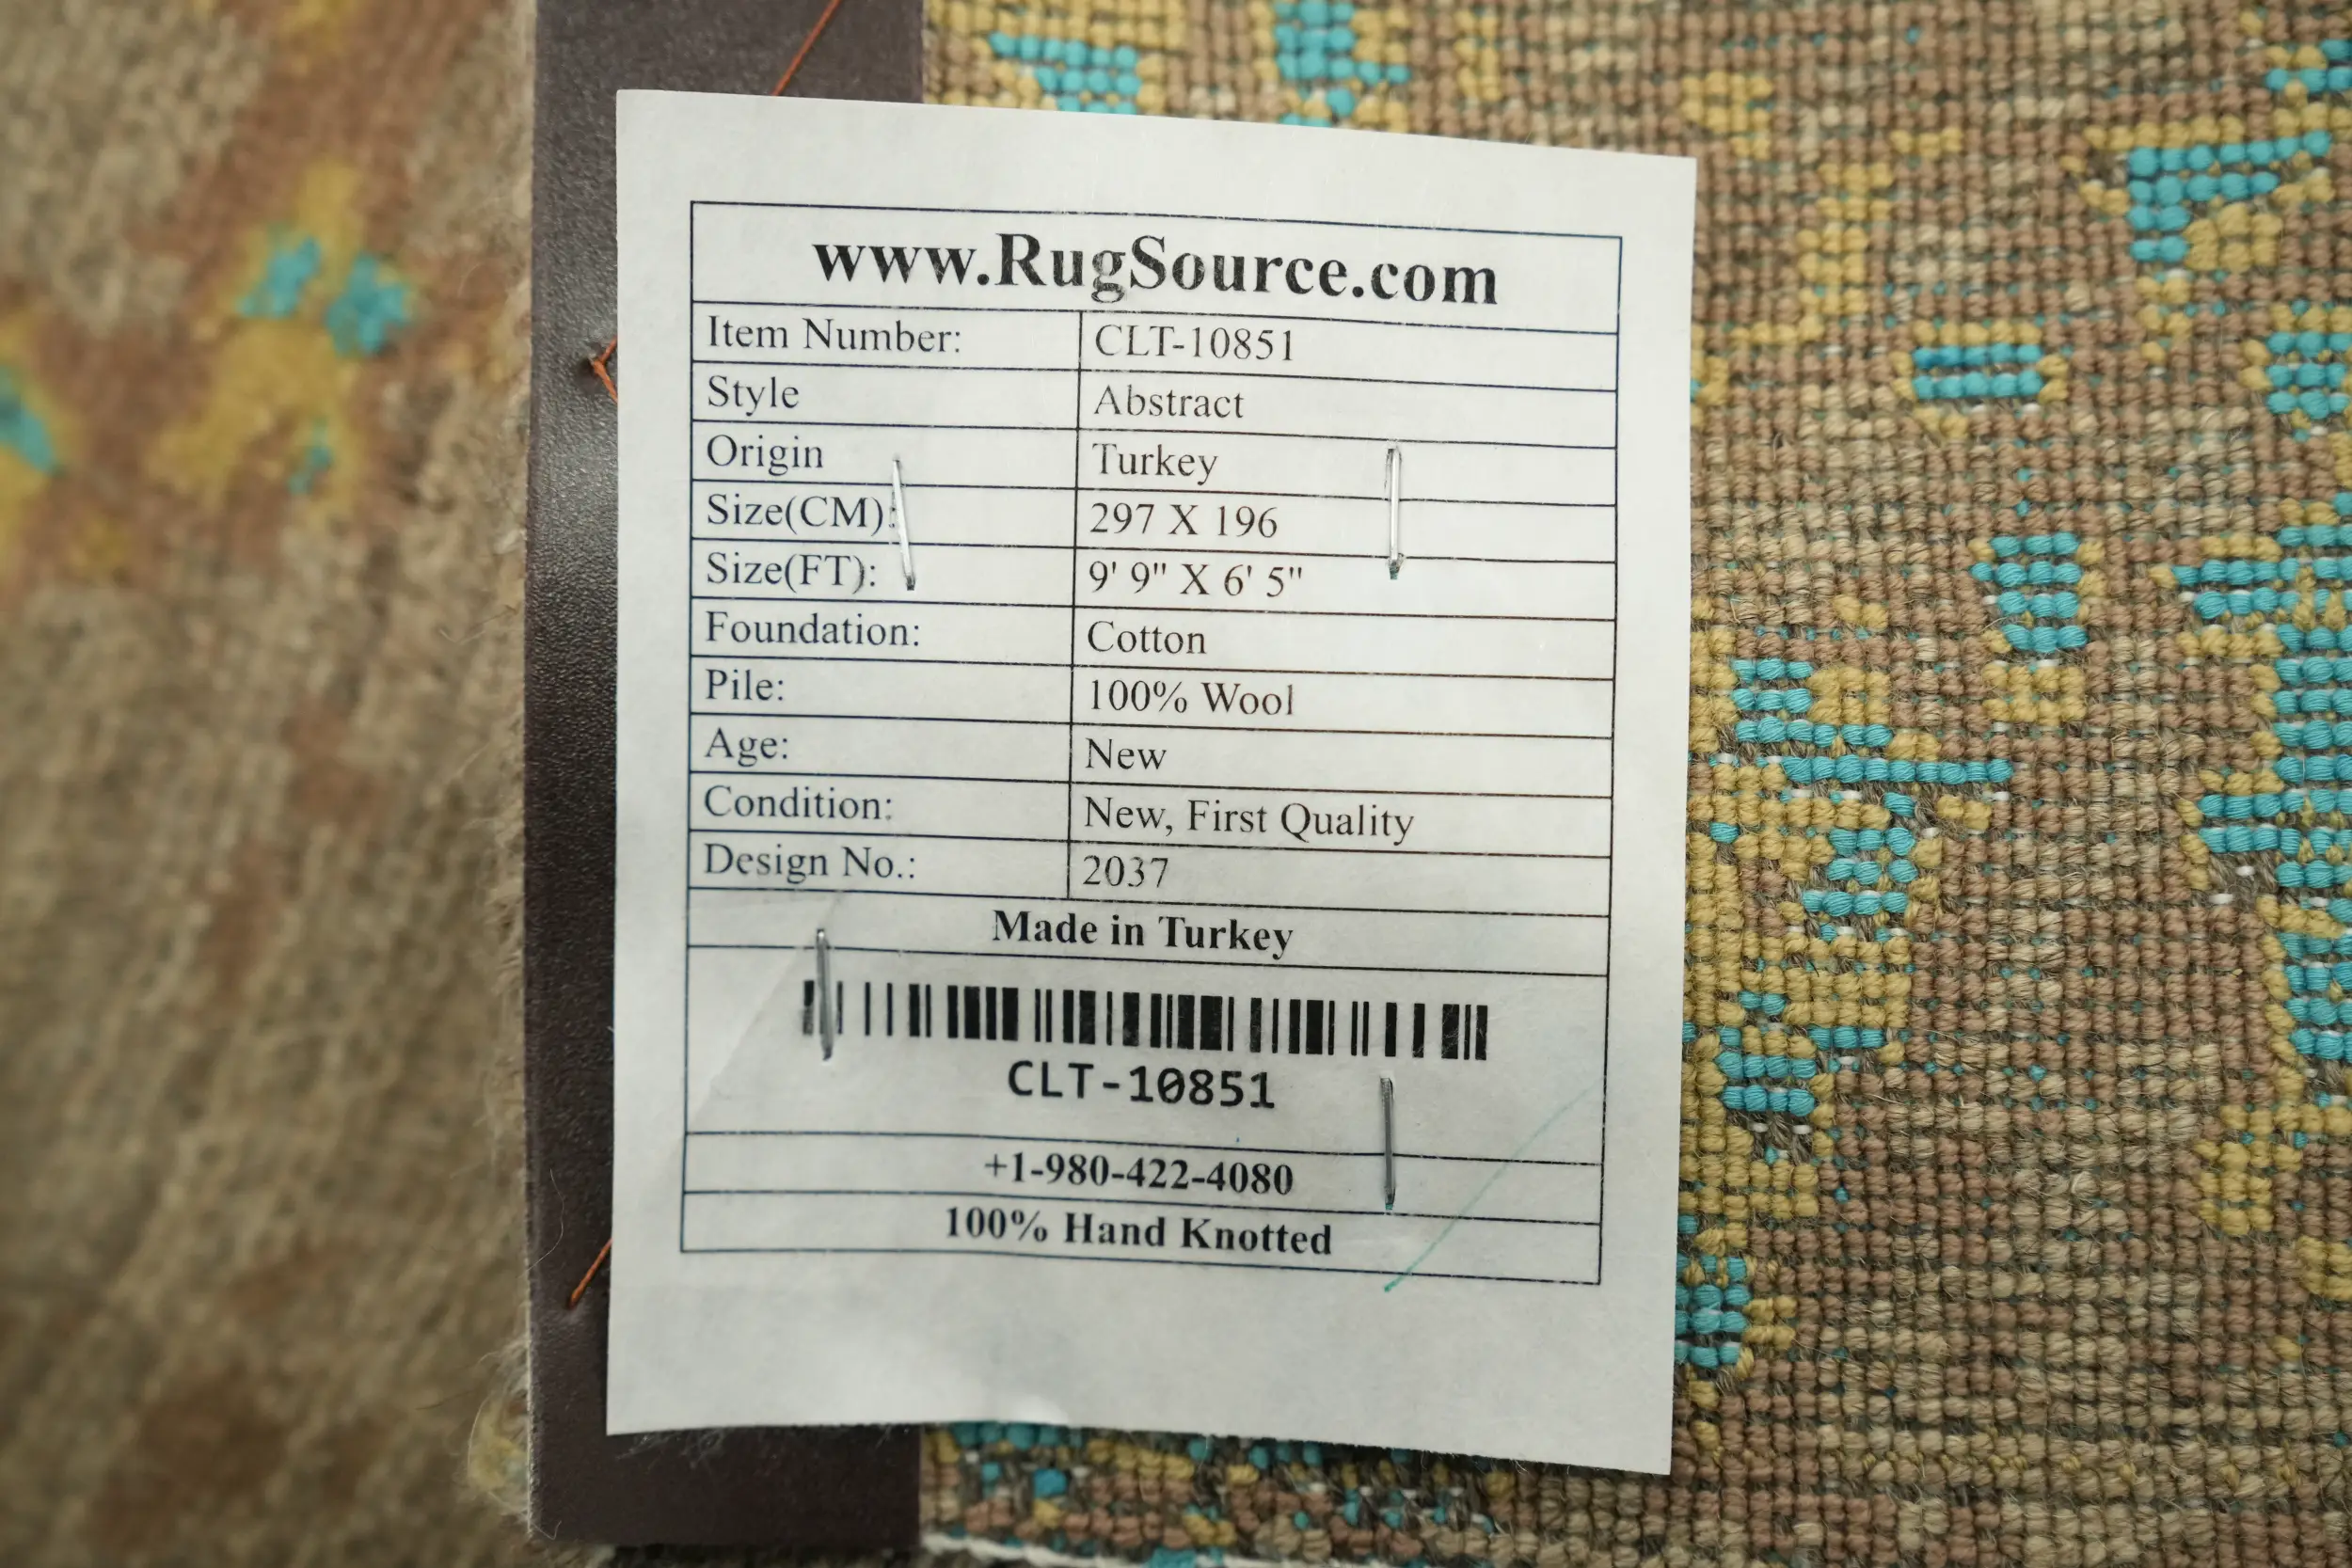 www.RugSource.com
Item Number: CLT-10851
Style Abstract
Origin Turkey
Size(CM): 297 X 196
Size(FT): 9' 9" X 6' 5"
Foundation: Cotton
Pile: 100% Wool
Age: New
Condition: New, First Quality
Design No.: 2037
Made in Turkey
CLT-10851
+1-980-422-4080
100% Hand Knotted